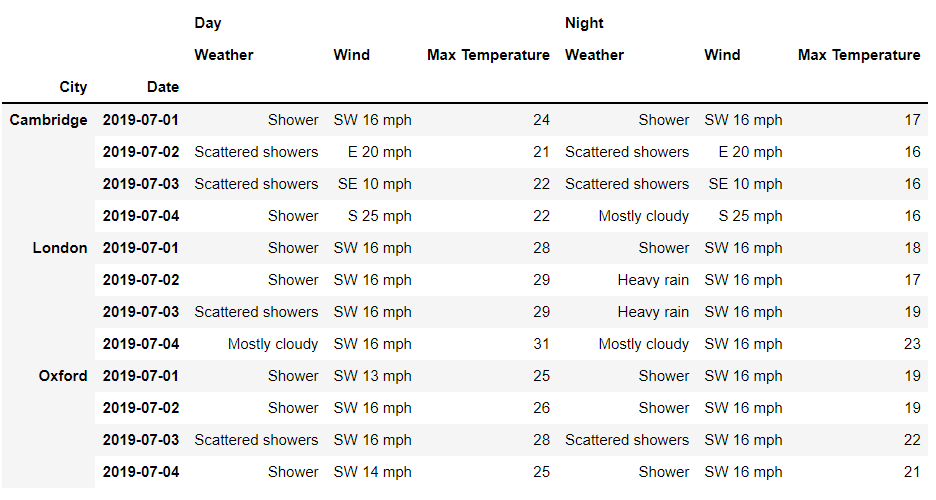 Day Night
Weather Wind Max Temperature Weather Wind Max Temperature
City Date
Cambridge 2019-07-01 Shower SW 16 mph 24 Shower SW 16 mph 17
2019-07-02 Scattered showers E 20 mph 21 Scattered showers E 20 mph 16
2019-07-03 Scattered showers SE 10 mph 22 Scattered showers SE 10 mph 16
2019-07-04 Shower S 25 mph 22 Mostly cloudy S 25 mph 16
London 2019-07-01 Shower SW 16 mph 28 Shower SW 16 mph 18
2019-07-02 Shower SW 16 mph 29 Heavy rain SW 16 mph 17
2019-07-03 Scattered showers SW 16 mph 29 Heavy rain SW 16 mph 19
2019-07-04 Mostly cloudy SW 16 mph 31 Mostly cloudy SW 16 mph 23
Oxford 2019-07-01 Shower SW 13 mph 25 Shower SW 16 mph 19
2019-07-02 Shower SW 16 mph 26 Shower SW 16 mph 19
2019-07-03 Scattered showers SW 16 mph 28 Scattered showers SW 16 mph 22
2019-07-04 Shower SW 14 mph 25 Shower SW 16 mph 21